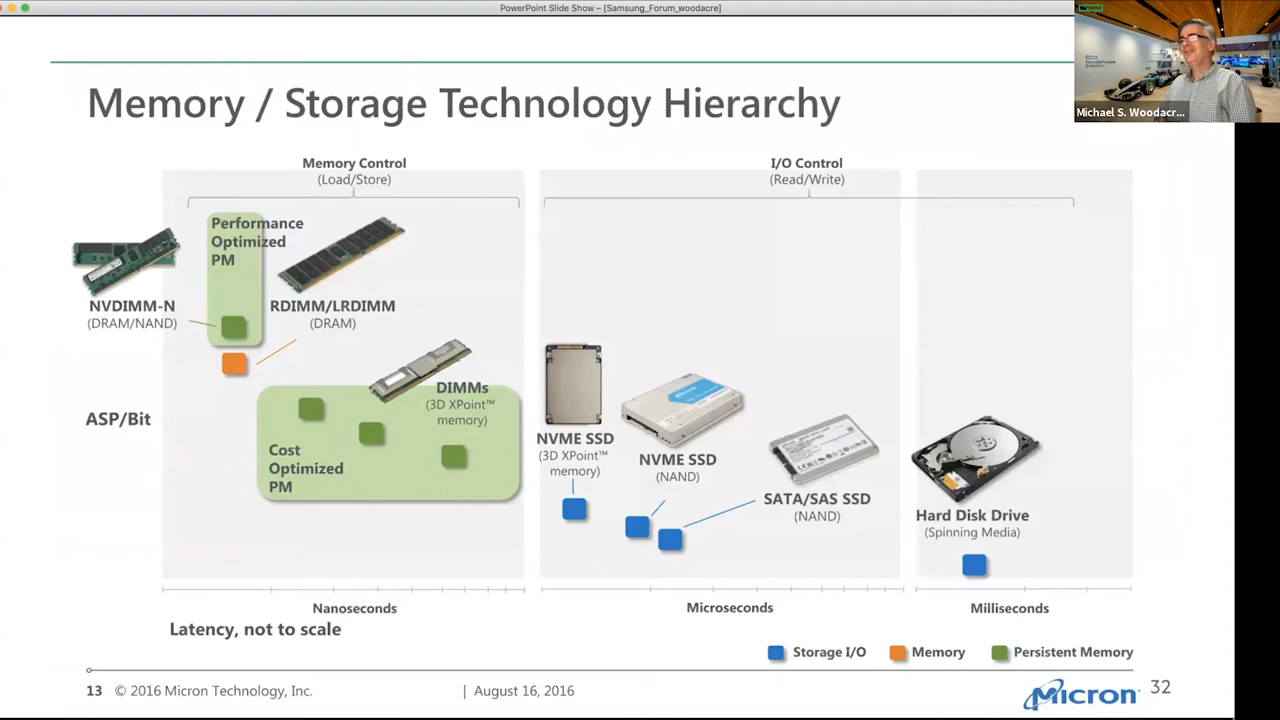 PowerPoint Slide Show – [Samsung_Forum_woodacre]
Michael S. Woodacr...
Memory / Storage Technology Hierarchy
Memory Control
(Load/Store)
I/O Control
(Read/Write)
Performance
Optimized
PM
NVDIMM-N
(DRAM/NAND)
RDIMM/LRDIMM
(DRAM)
DIMMs
(3D XPoint™
memory)
ASP/Bit
Cost
Optimized
PM
NVME SSD
(3D XPoint™
memory)
NVME SSD
(NAND)
SATA/SAS SSD
(NAND)
Hard Disk Drive
(Spinning Media)
Nanoseconds
Microseconds
Milliseconds
Latency, not to scale
Storage I/O
Memory
Persistent Memory
13
© 2016 Micron Technology, Inc.
| August 16, 2016
Micron
32